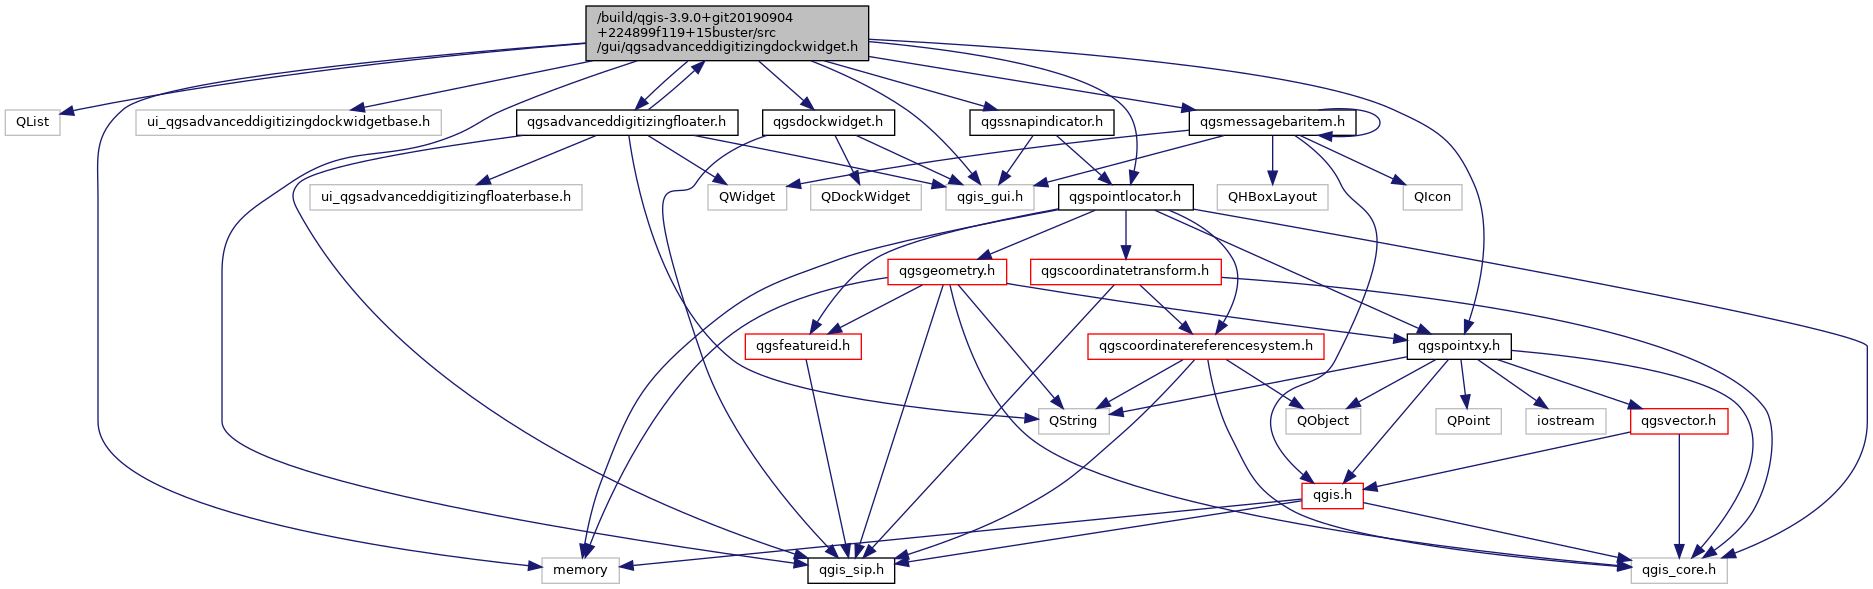 /build/qgis-3.9.0+git20190904
+224899f119+15buster/src
/gui/qgsadvanceddigitizingdockwidget.h
QList
ui_qgsadvanceddigitizingdockwidgetbase.h
qgsadvanceddigitizingfloater.h
qgsdockwidget.h
qgssnapindicator.h
qgsmessagebaritem.h
ui_qgsadvanceddigitizingfloaterbase.h
QWidget
QDockWidget
qgis_gui.h
qgspointlocator.h
QHBoxLayout
QIcon
qgsgeometry.h
qgscoordinatetransform.h
qgsfeatureid.h
qgscoordinatereferencesystem.h
qgspointxy.h
QString
QObject
QPoint
iostream
qgsvector.h
qgis.h
memory
qgis_sip.h
qgis_core.h